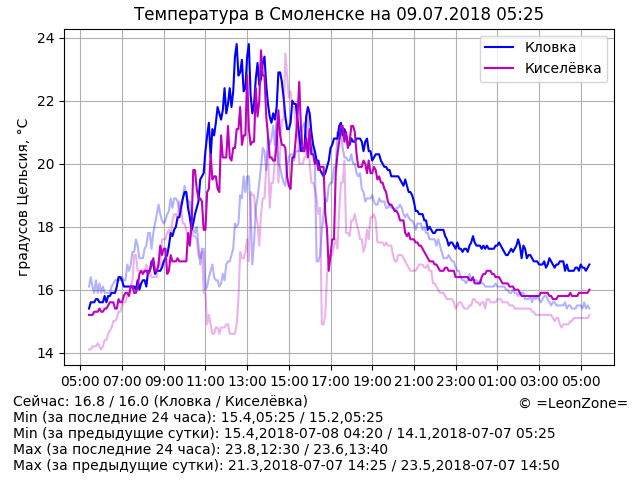 Температура в Смоленске на 09.07.2018 05:25
Кловка
Киселёвка
градусов Цельсия, °C
24
22
20
18
16
14
05:00 07:00 09:00 11:00 13:00 15:00 17:00 19:00 21:00 23:00 01:00 03:00 05:00
Сейчас: 16.8 / 16.0 (Кловка / Киселёвка)
© =LeonZone=
Min (за последние 24 часа): 15.4,05:25 / 15.2,05:25
Min (за предыдущие сутки): 15.4,2018-07-08 04:20 / 14.1,2018-07-07 05:25
Max (за последние 24 часа): 23.8,12:30 / 23.6,13:40
Max (за предыдущие сутки): 21.3,2018-07-07 14:25 / 23.5,2018-07-07 14:50